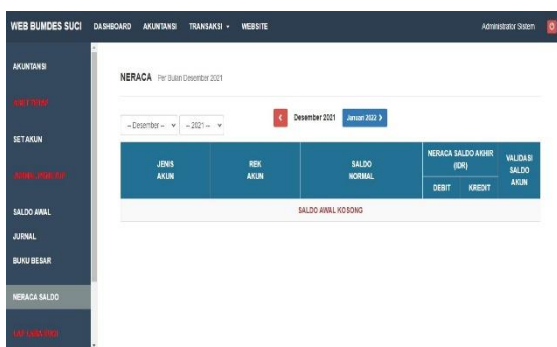 WEB BUMDES SUCI DASHBOARD AKUNTANSI TRANSAKSI WEBSITE Administrator Sistem
AKUNTANSI
NERACA Per Bulan Desember 2021
-- Desember -- -- 2021 -- Desember 2021 Januari 2022
SET AKUN
JENIS AKUN REK AKUN SALDO NORMAL NERACA SALDO AKHIR (IDR) VALIDASI SALDO AKUN
DEBIT KREDIT
SALDO AWAL KOSONG
SALDO AWAL
JURNAL
BUKU BESAR
NERACA SALDO